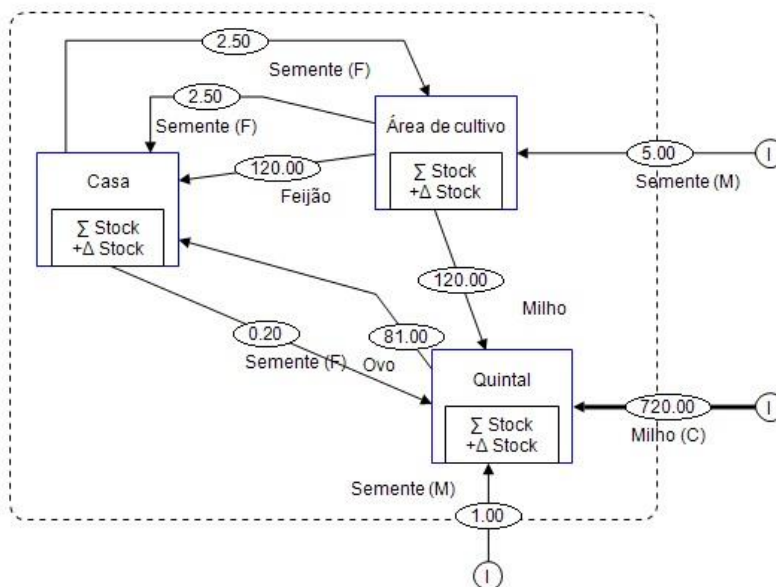 2.50
Semente (F)
2.50
Semente (F)
Área de cultivo
∑ Stock
+Δ Stock
5.00
I
Semente (M)
120.00
Feijão
Casa
∑ Stock
+Δ Stock
120.00
Milho
0.20
Semente (F)
81.00
Ovo
Quintal
∑ Stock
+Δ Stock
720.00
I
Milho (C)
Semente (M)
1.00
I